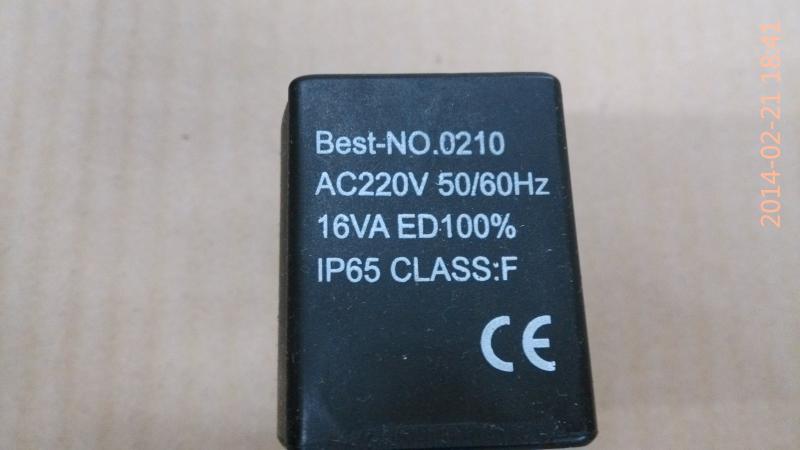 Best-NO.0210
AC220V 50/60Hz
16VA ED100%
IP65 CLASS:F
CE
2014-02-21 18:41